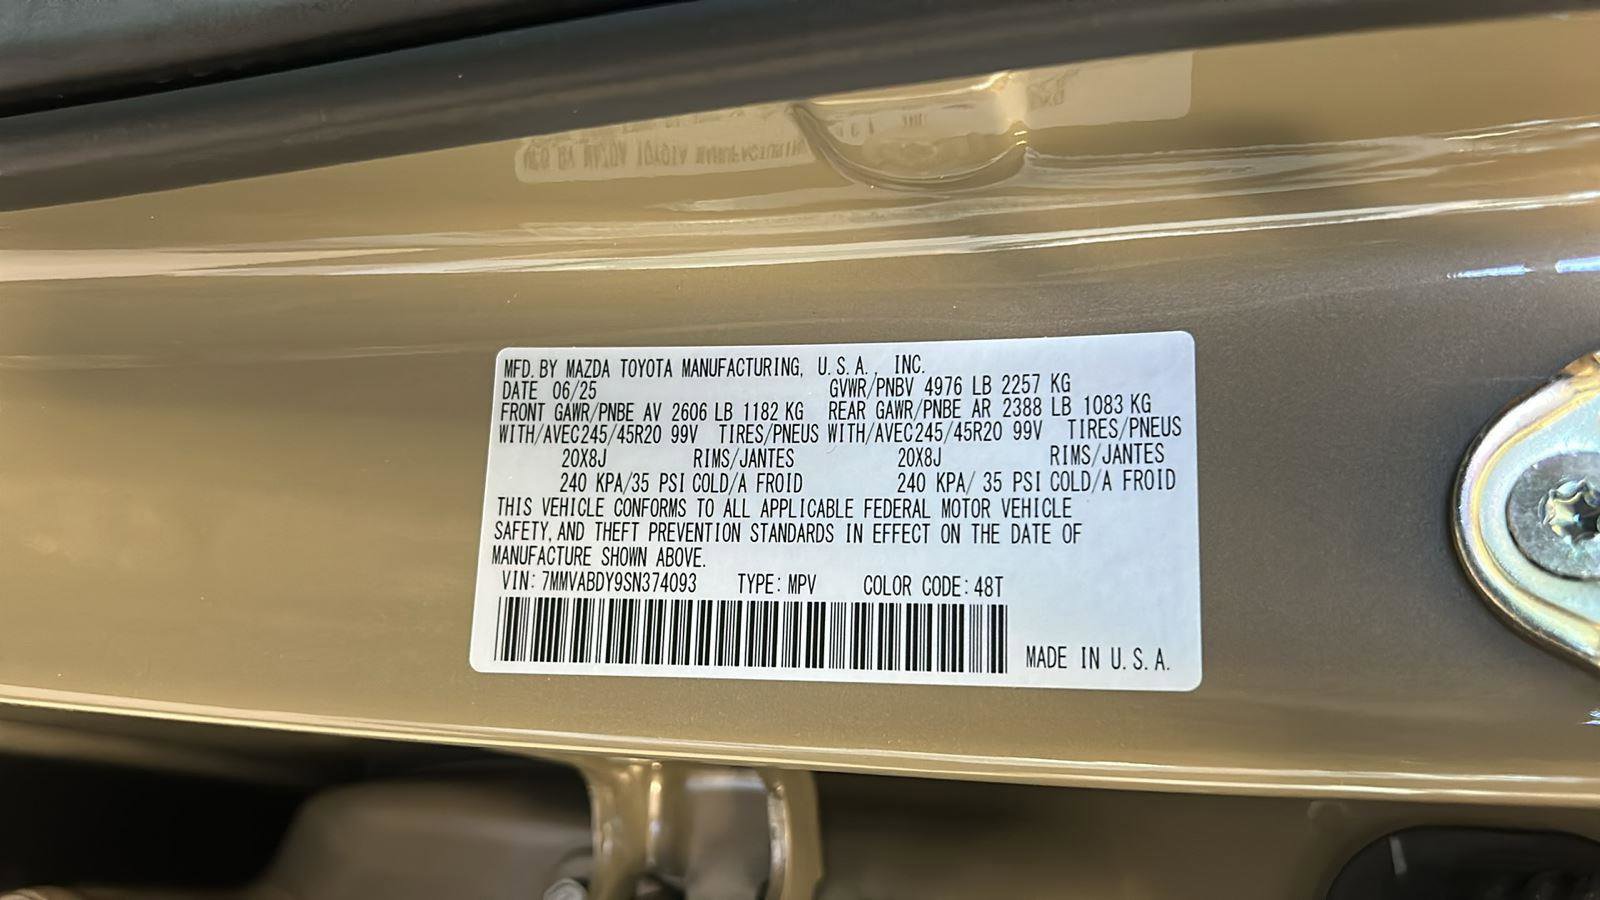 MFD. BY MAZDA TOYOTA MANUFACTURING, U.S.A., INC.
DATE 06/25 GVWR/PNBV 4976 LB 2257 KG
FRONT GAWR/PNBE AV 2606 LB 1182 KG REAR GAWR/PNBE AR 2388 LB 1083 KG
WITH/AVEC 245/45R20 99V TIRES/PNEUS WITH/AVEC 245/45R20 99V TIRES/PNEUS
20X8J RIMS/JANTES 20X8J RIMS/JANTES
240 KPA/35 PSI COLD/A FROID 240 KPA/ 35 PSI COLD/A FROID
THIS VEHICLE CONFORMS TO ALL APPLICABLE FEDERAL MOTOR VEHICLE
SAFETY, AND THEFT PREVENTION STANDARDS IN EFFECT ON THE DATE OF
MANUFACTURE SHOWN ABOVE.
VIN: 7MMVABDY9SN374093 TYPE: MPV COLOR CODE: 48T
MADE IN U.S.A.